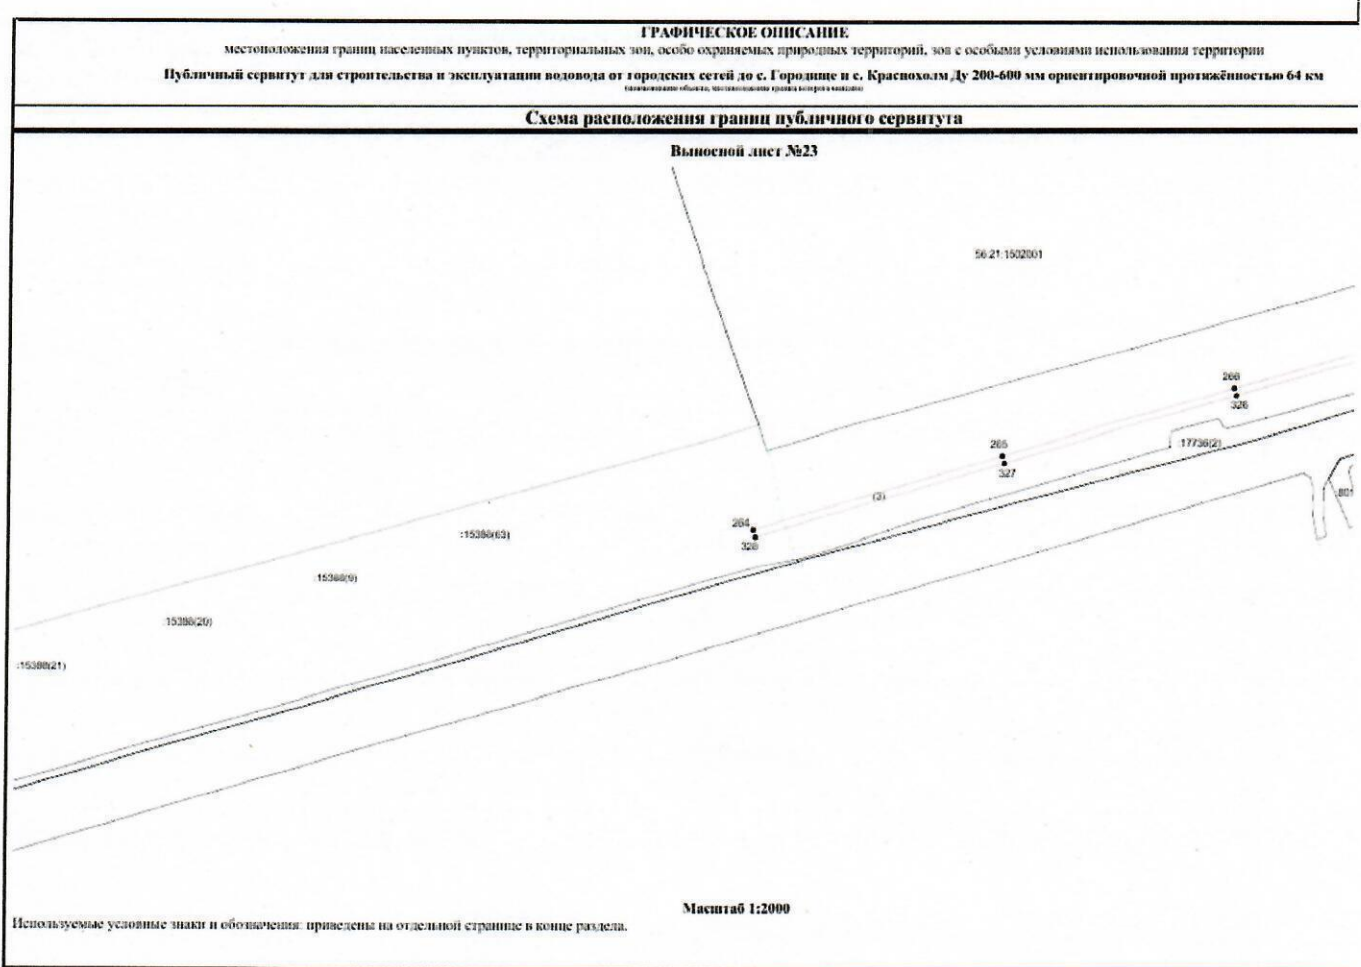 ГРАФИЧЕСКОЕ ОПИСАНИЕ
местоположения границ населенных пунктов, территориальных зон, особо охраняемых природных территорий, зон с особыми условиями использования территории
Публичный сервитут для строительства и эксплуатации водовода от городских сетей до с. Городище и с. Краснохолм Ду 200-600 мм ориентировочной протяжённостью 64 км
Схема расположения границ публичного сервитута
Выносной лист №23
56:21:1502001
266
326
265
17736(2)
327
(2)
264
:15388(63)
328
:15388(9)
:15388(20)
:15388(21)
Масштаб 1:2000
Используемые условные знаки и обозначения: приведены на отдельной странице в конце раздела.